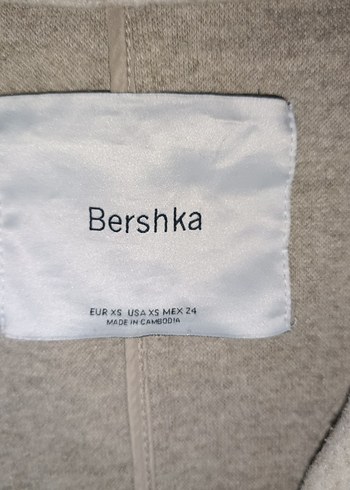 Bershka
EUR XS USA XS MEX 24
MADE IN CAMBODIA